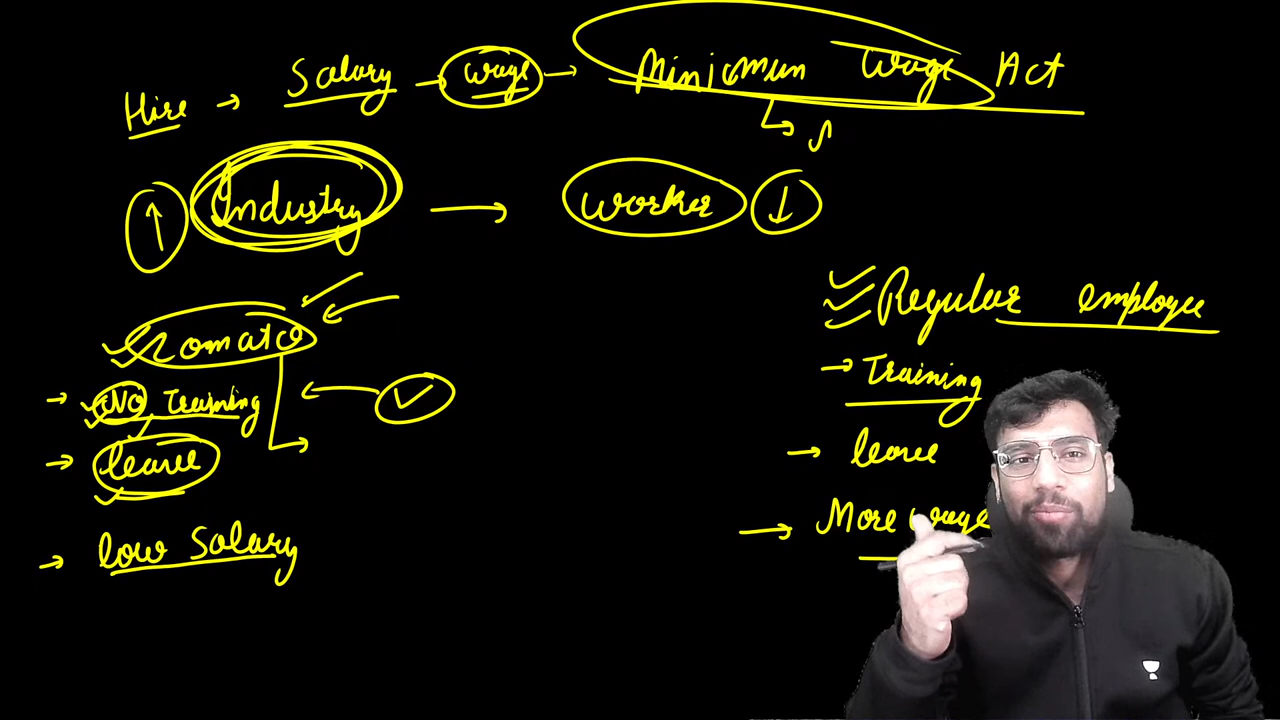 Hire → Salary → wage → Miniomun wage Act
↑ Industry → worker ↓
Zomato
→ NO Training
→ leave
→ low Salary
Regular employee
→ Training
→ leave
→ More wage